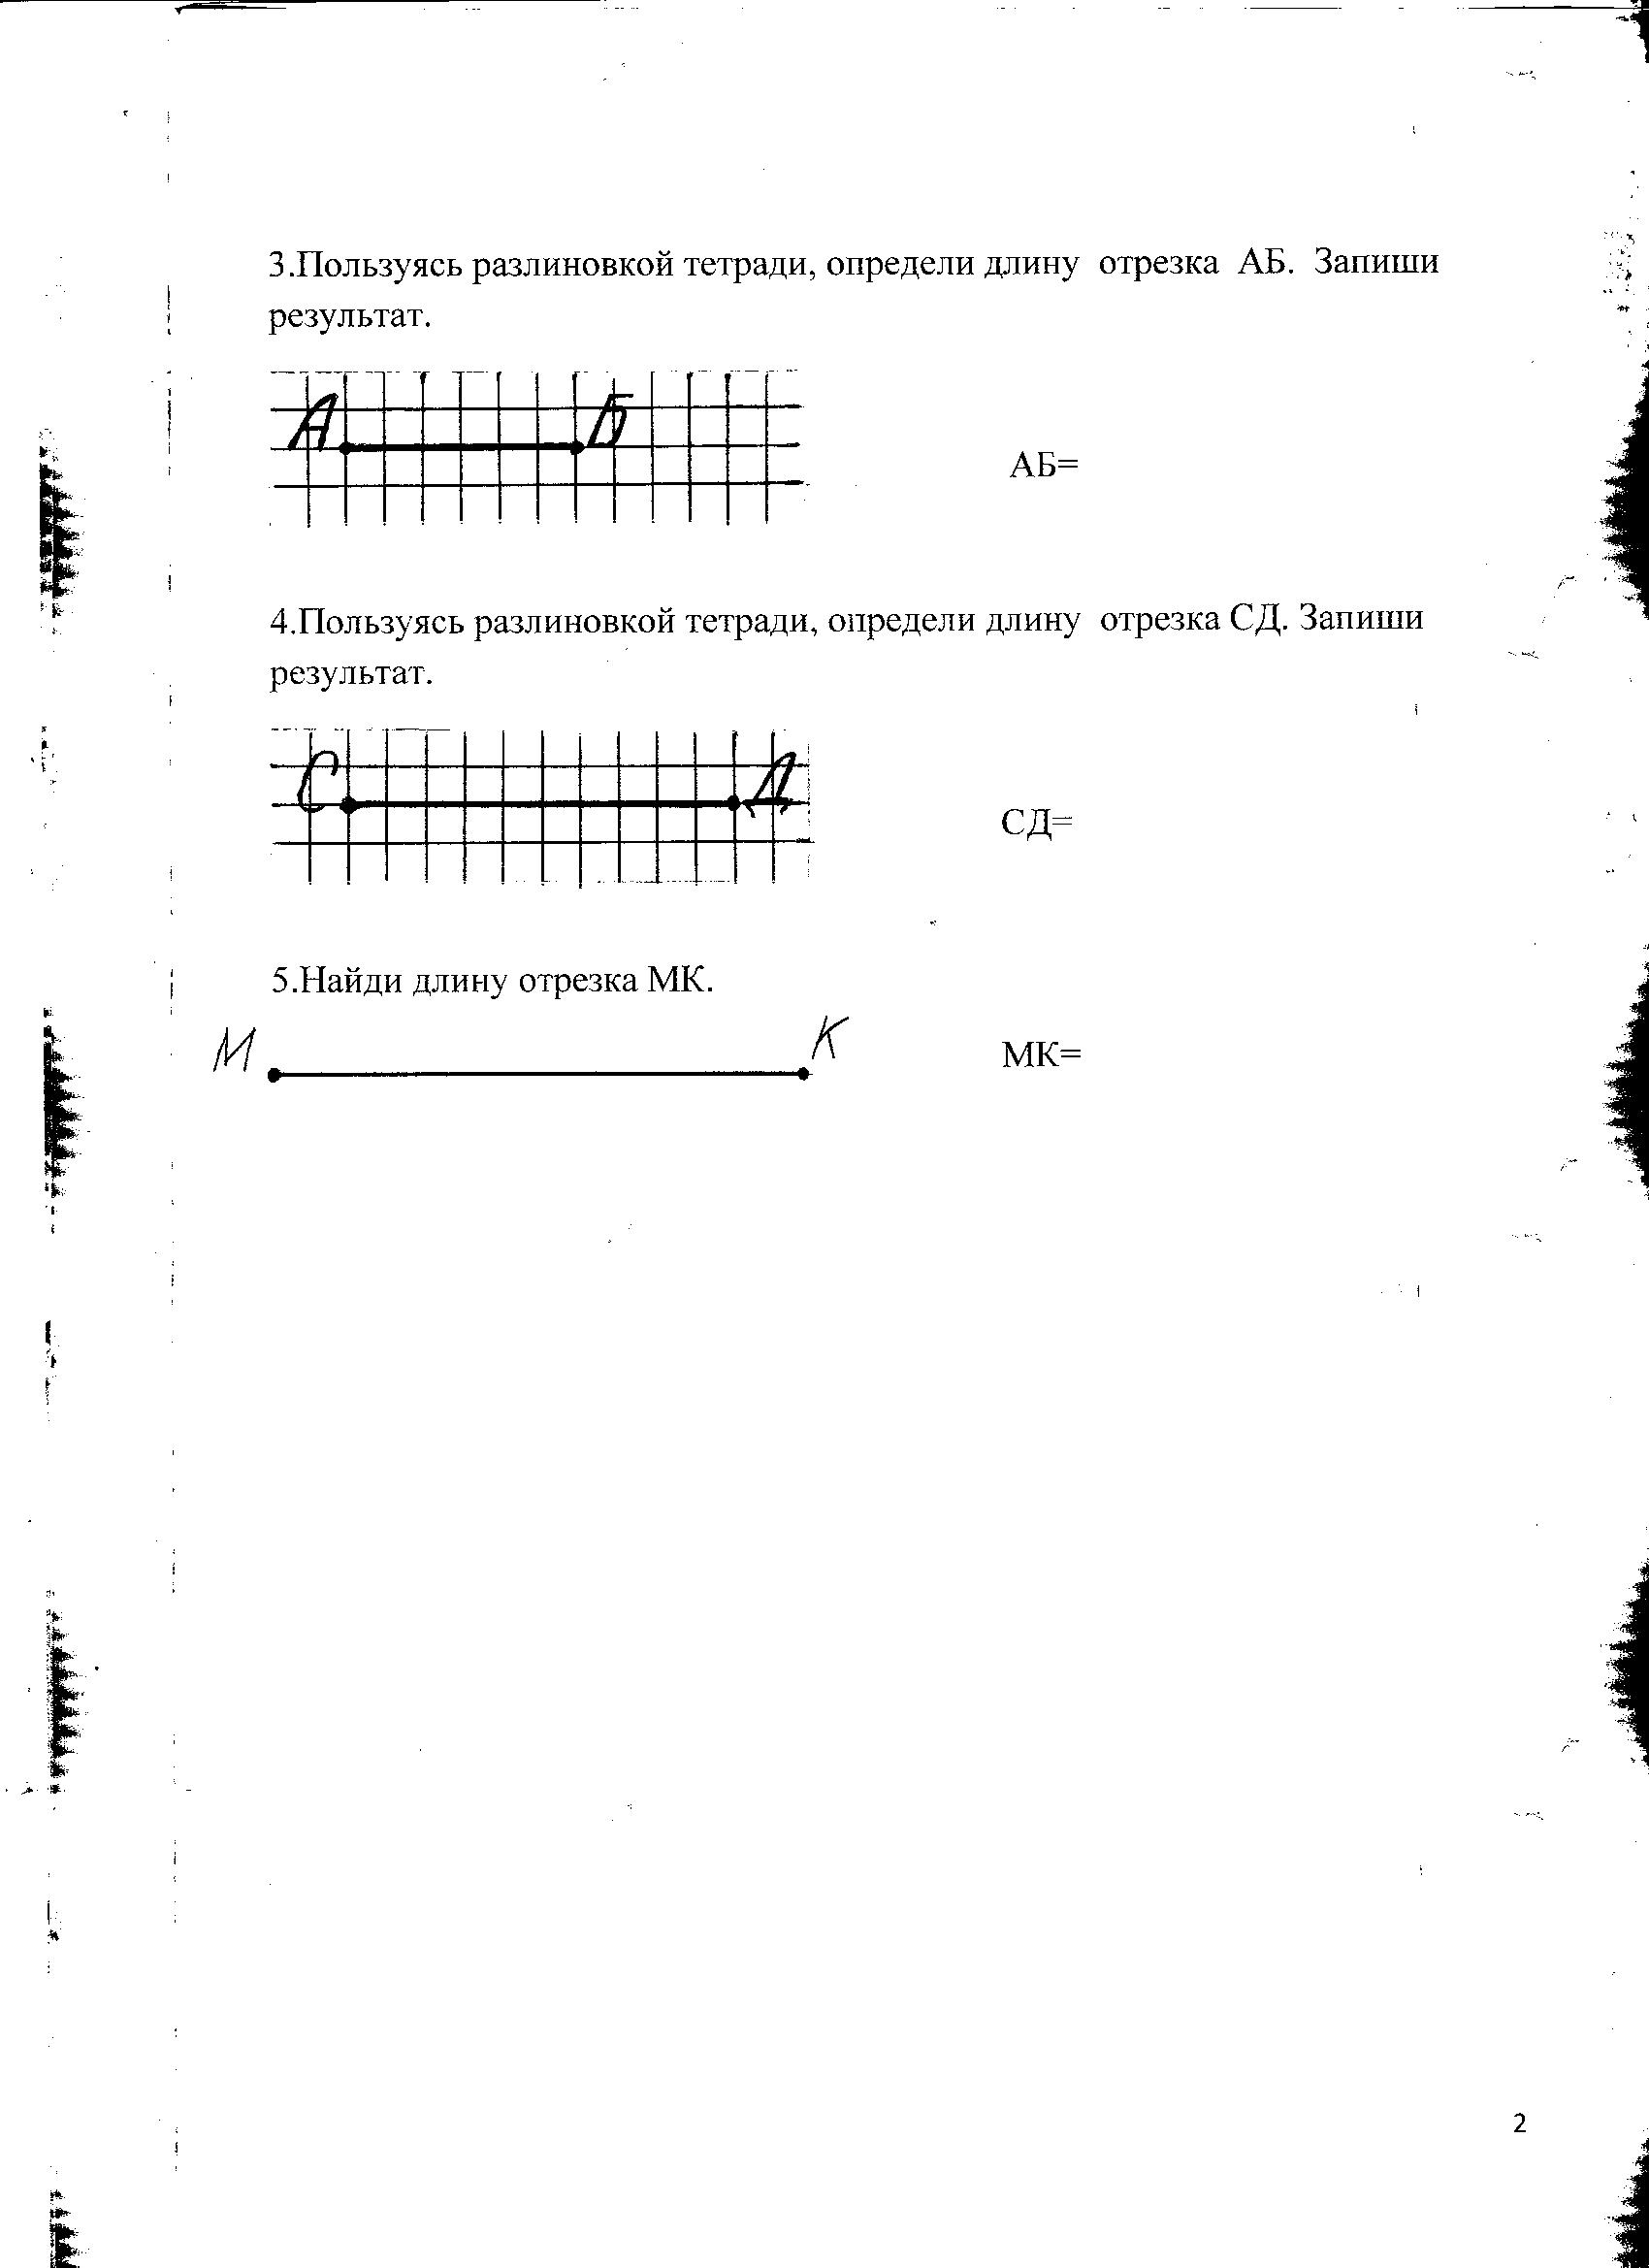 3.Пользуясь разлиновкой тетради, определи длину отрезка АБ. Запиши
результат.
А Б
АБ=
4.Пользуясь разлиновкой тетради, определи длину отрезка СД. Запиши
результат.
С Д
СД=
5.Найди длину отрезка МК.
М К
МК=
2